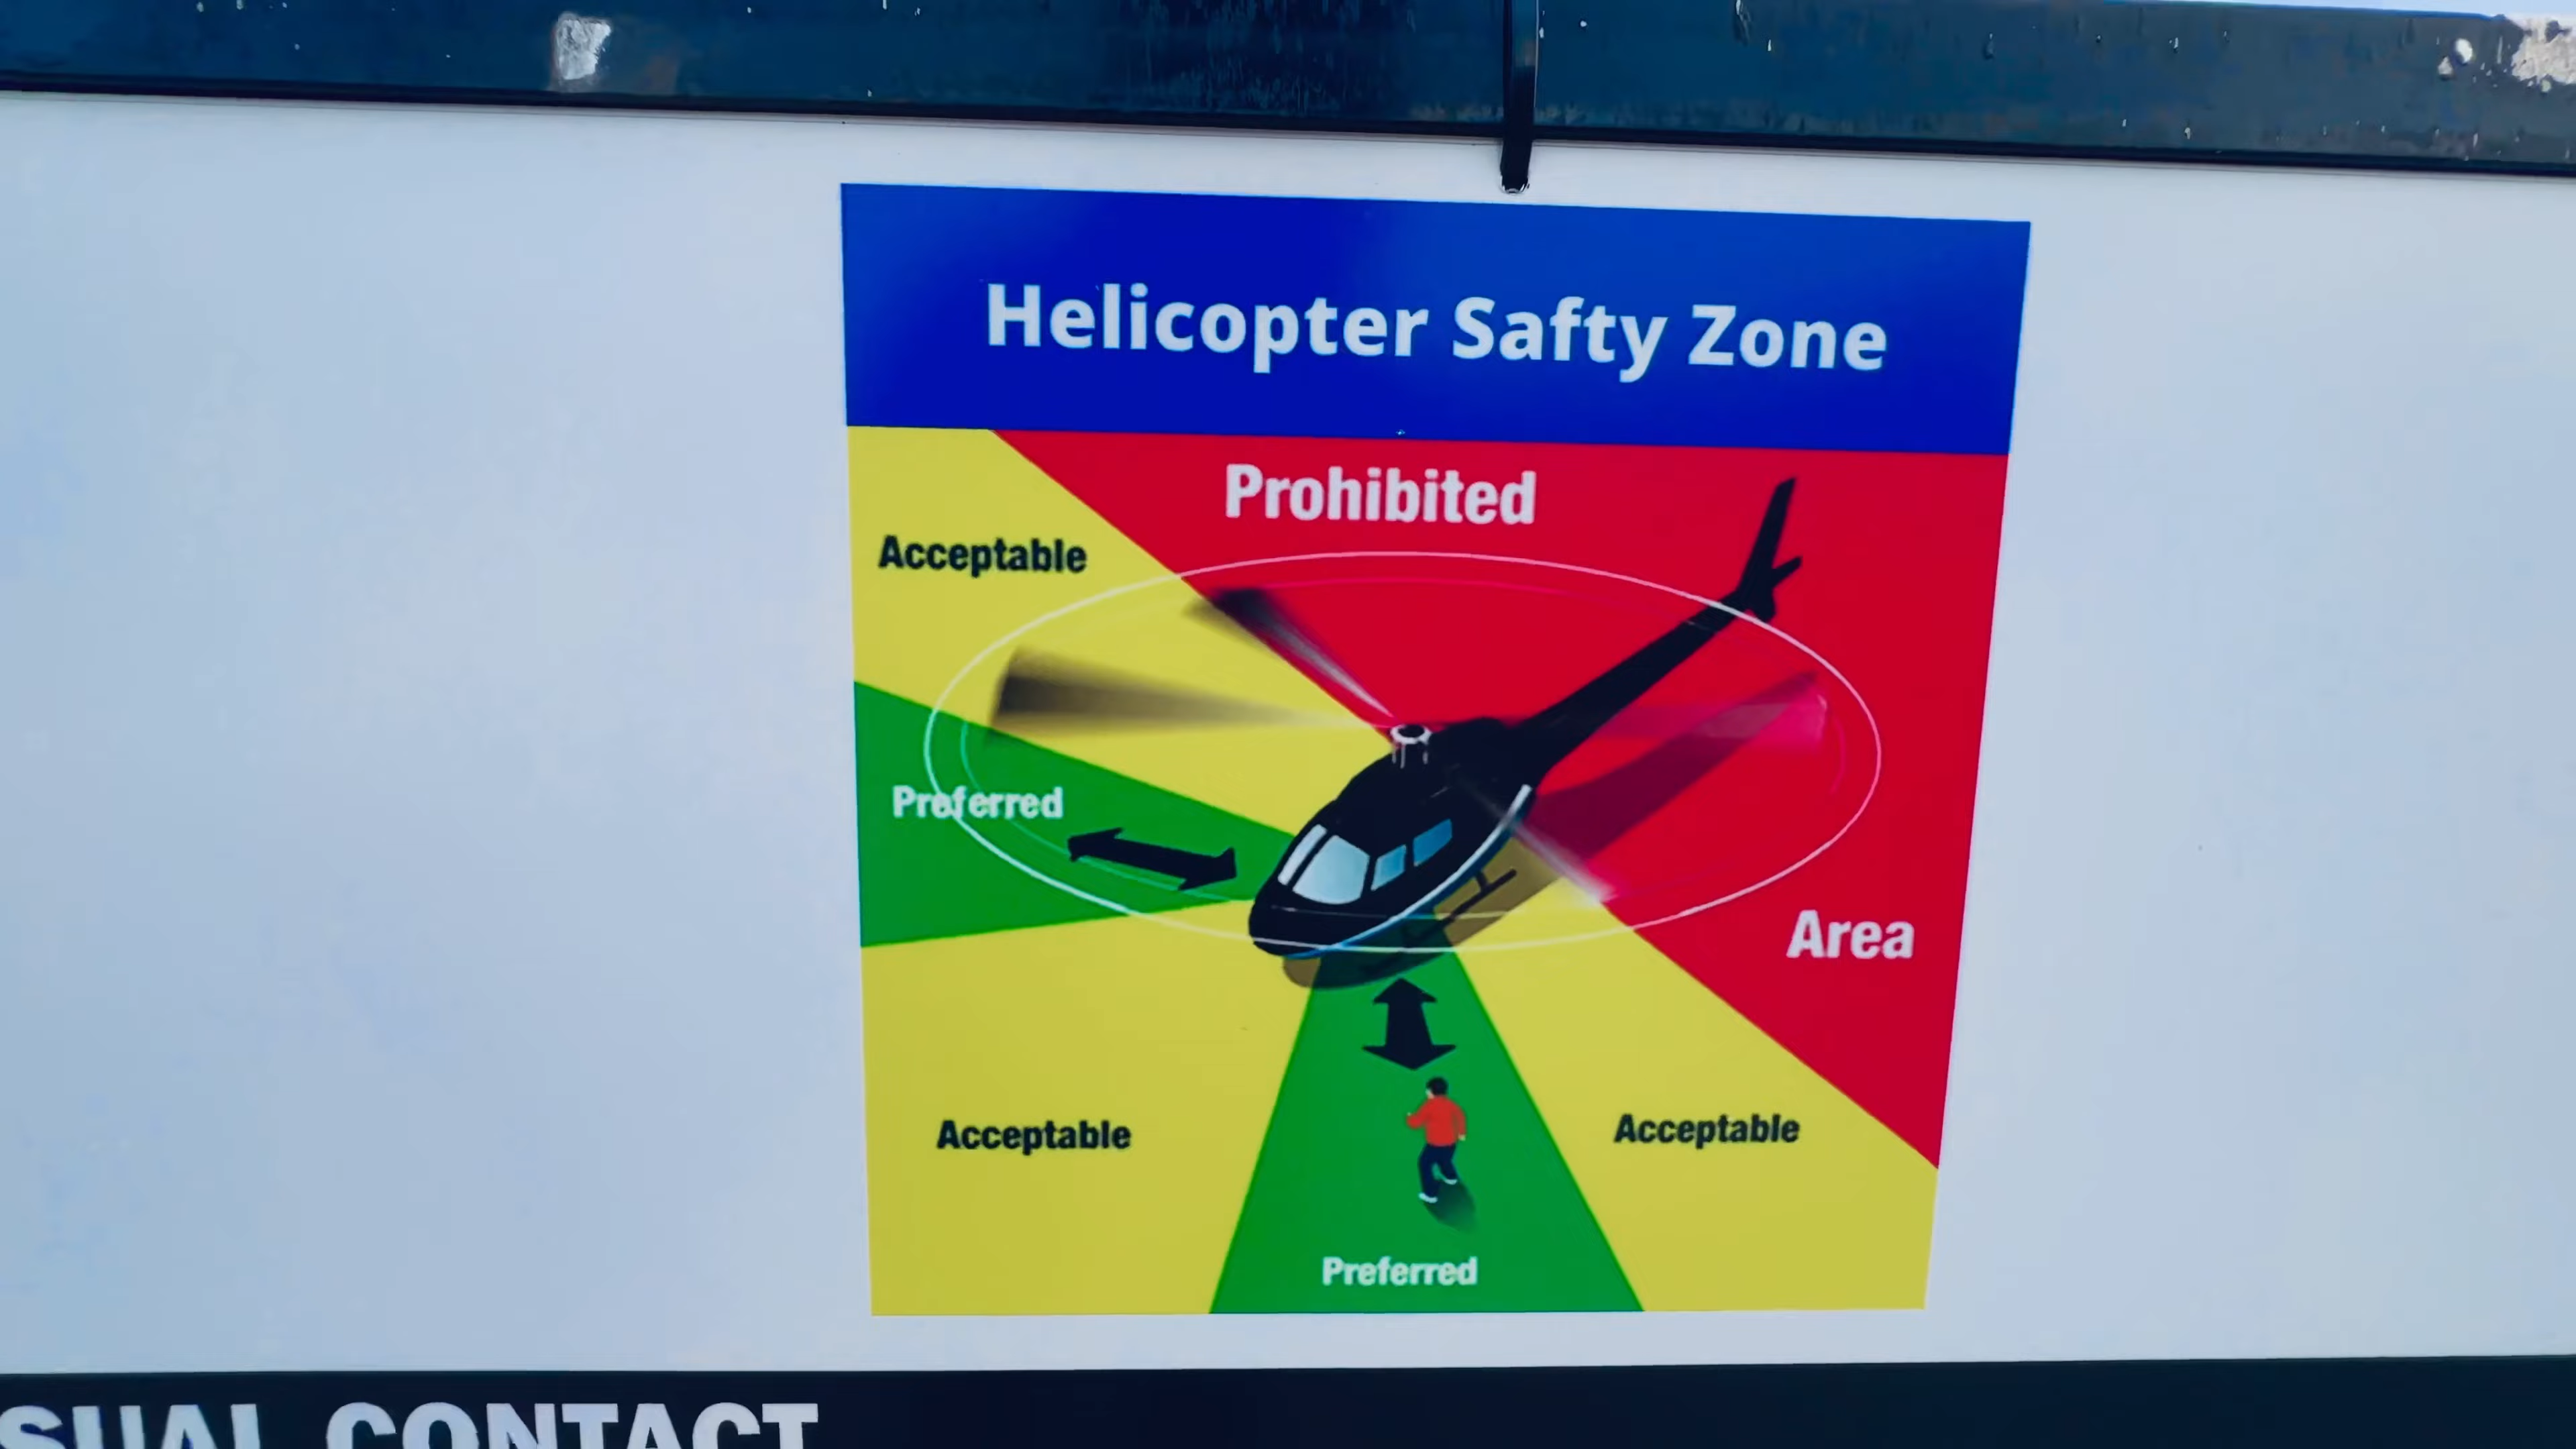 Helicopter Safty Zone
Prohibited
Acceptable
Preferred
Area
Acceptable
Acceptable
Preferred
SUAL CONTACT